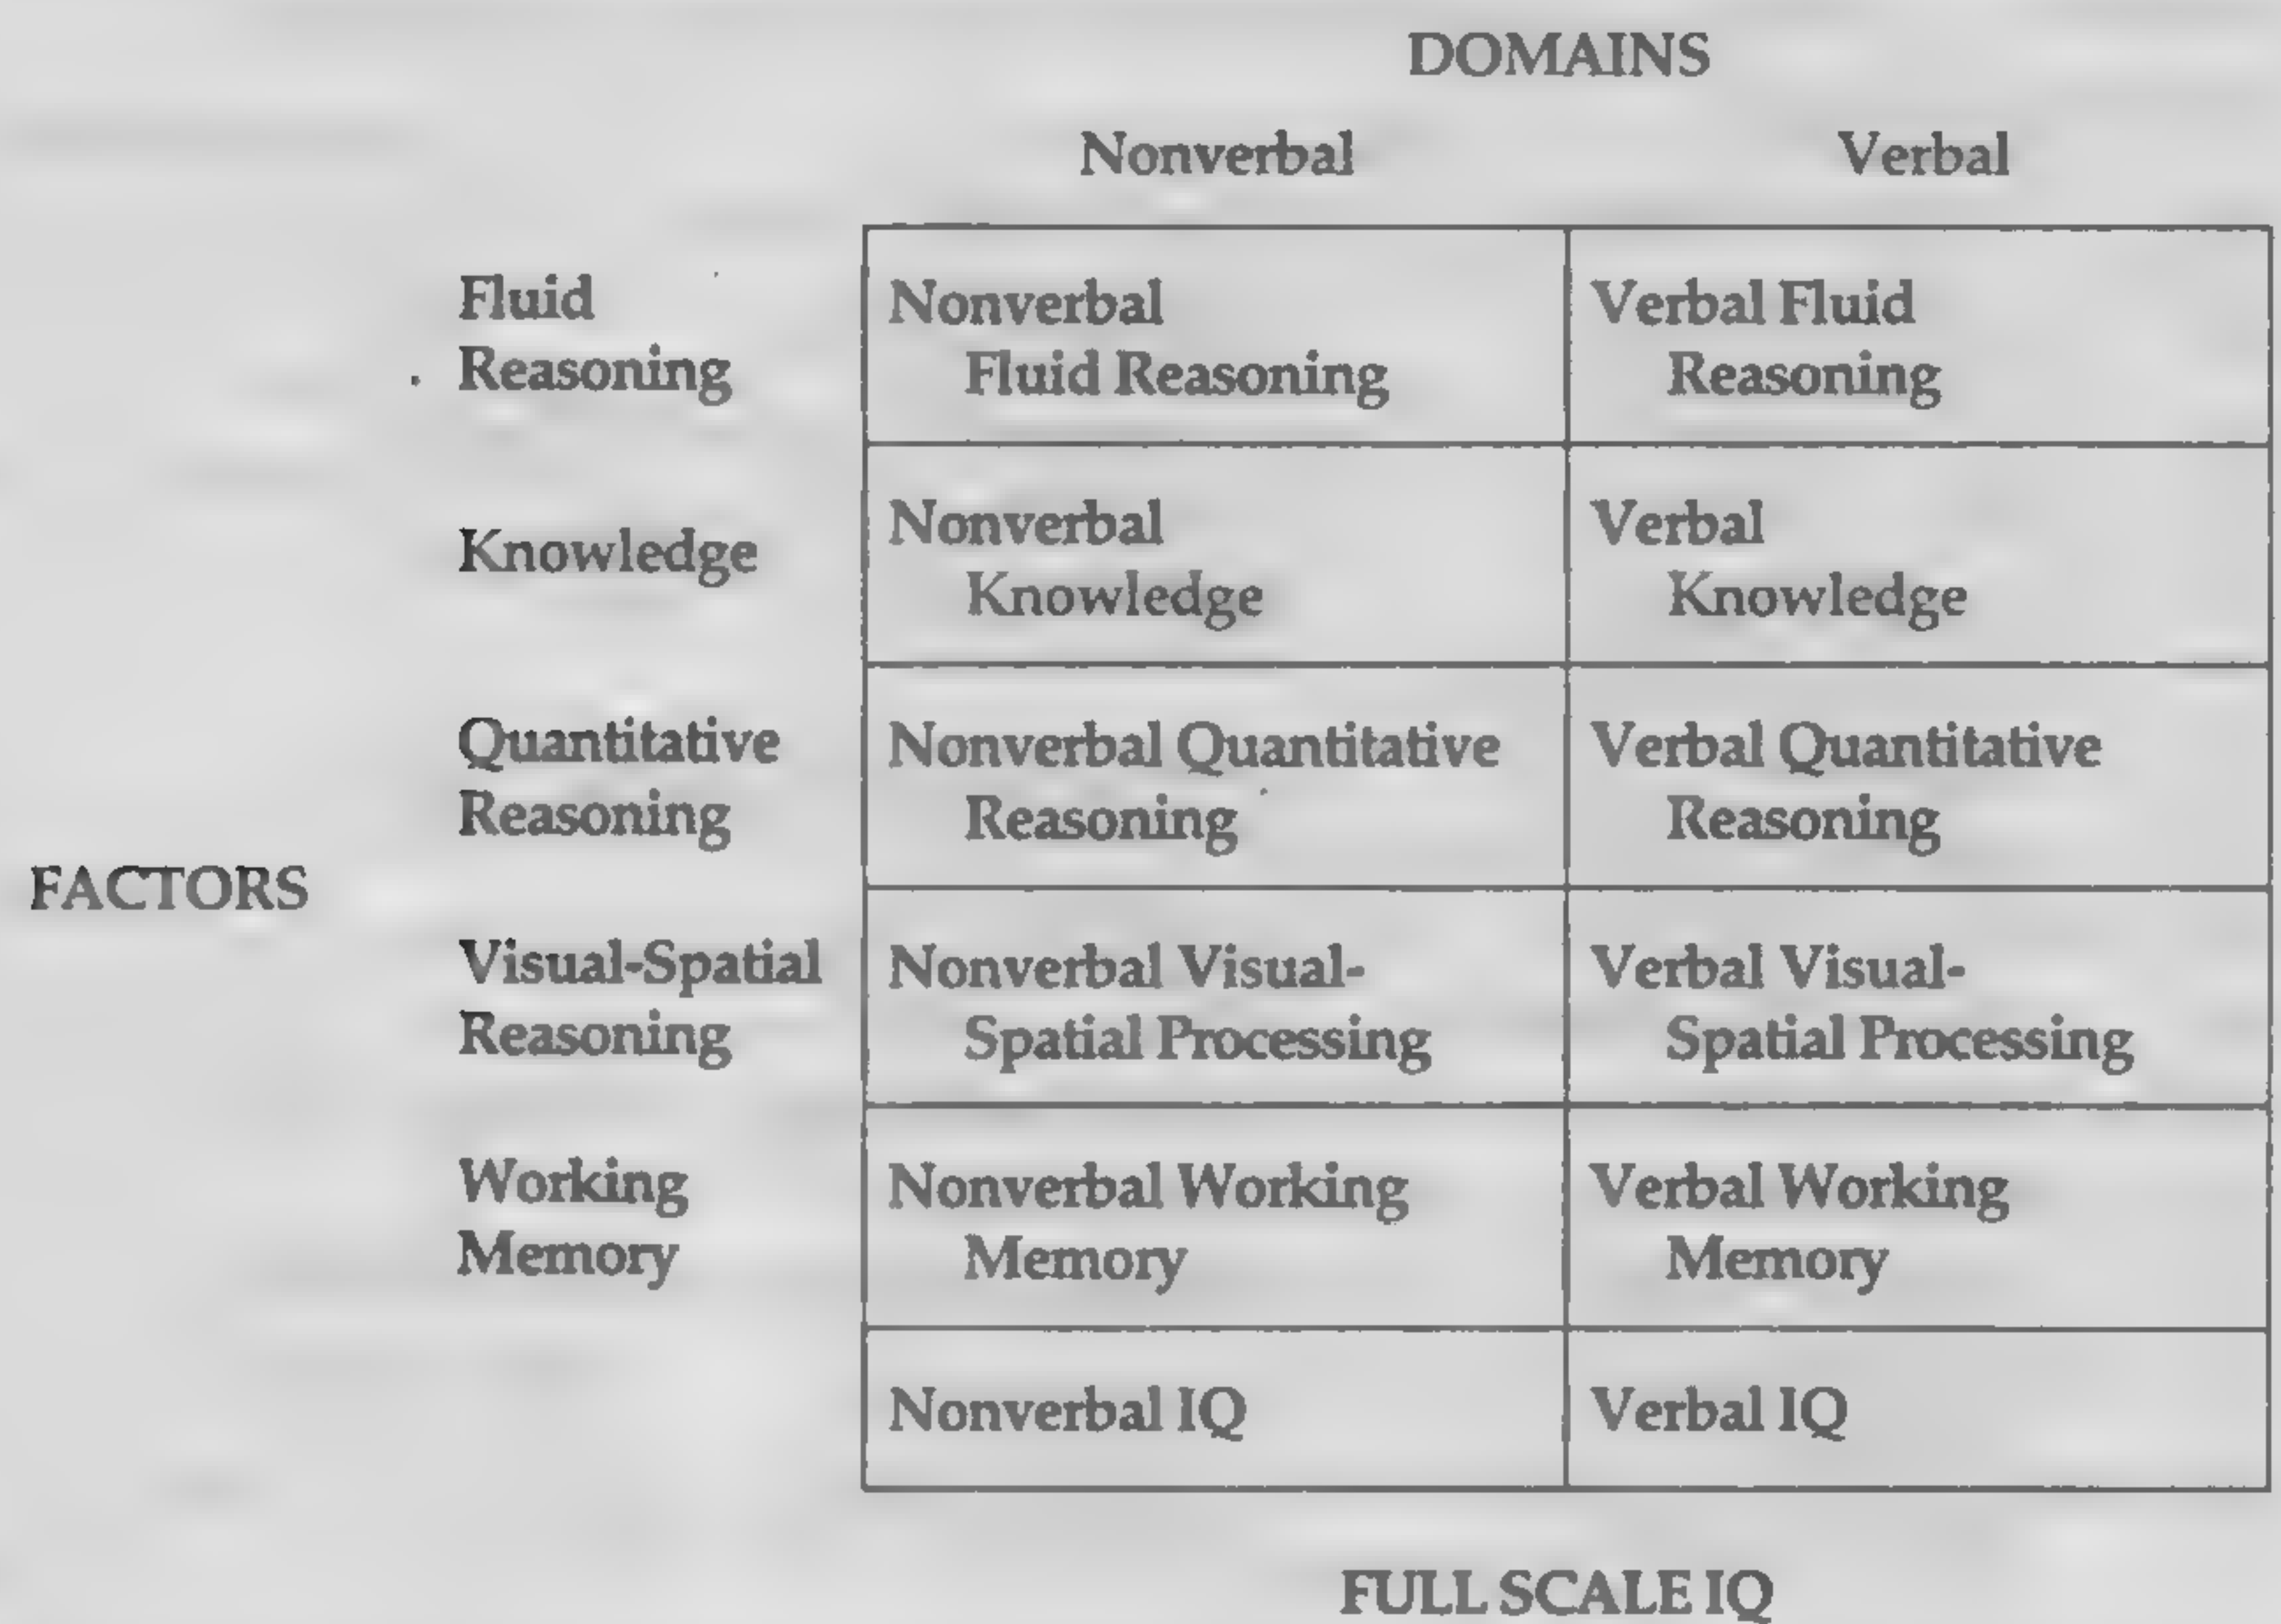 DOMAINS
Nonverbal Verbal
Fluid
Reasoning
Nonverbal
Fluid Reasoning
Verbal Fluid
Reasoning
Knowledge
Nonverbal
Knowledge
Verbal
Knowledge
Quantitative
Reasoning
Nonverbal Quantitative
Reasoning
Verbal Quantitative
Reasoning
FACTORS
Visual-Spatial
Reasoning
Nonverbal Visual-
Spatial Processing
Verbal Visual-
Spatial Processing
Working
Memory
Nonverbal Working
Memory
Verbal Working
Memory
Nonverbal IQ
Verbal IQ
FULL SCALE IQ